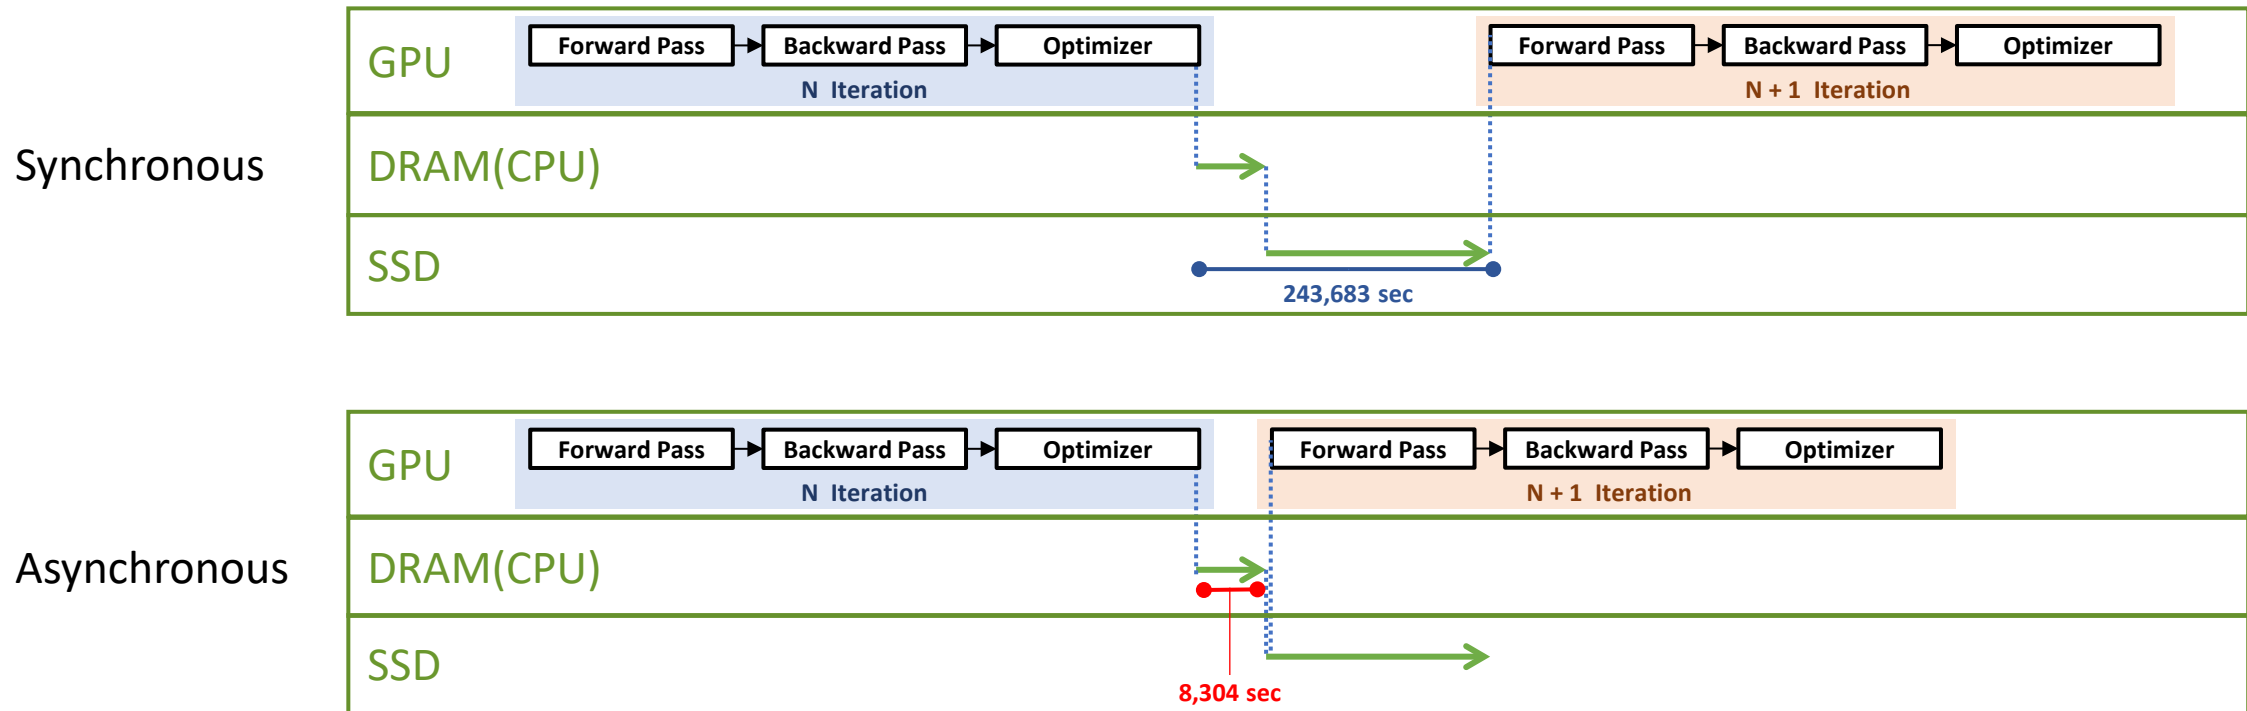 Synchronous
GPU
Forward Pass
Backward Pass
Optimizer
N Iteration
Forward Pass
Backward Pass
Optimizer
N + 1 Iteration
DRAM(CPU)
SSD
243,683 sec
Asynchronous
GPU
Forward Pass
Backward Pass
Optimizer
N Iteration
Forward Pass
Backward Pass
Optimizer
N + 1 Iteration
DRAM(CPU)
SSD
8,304 sec